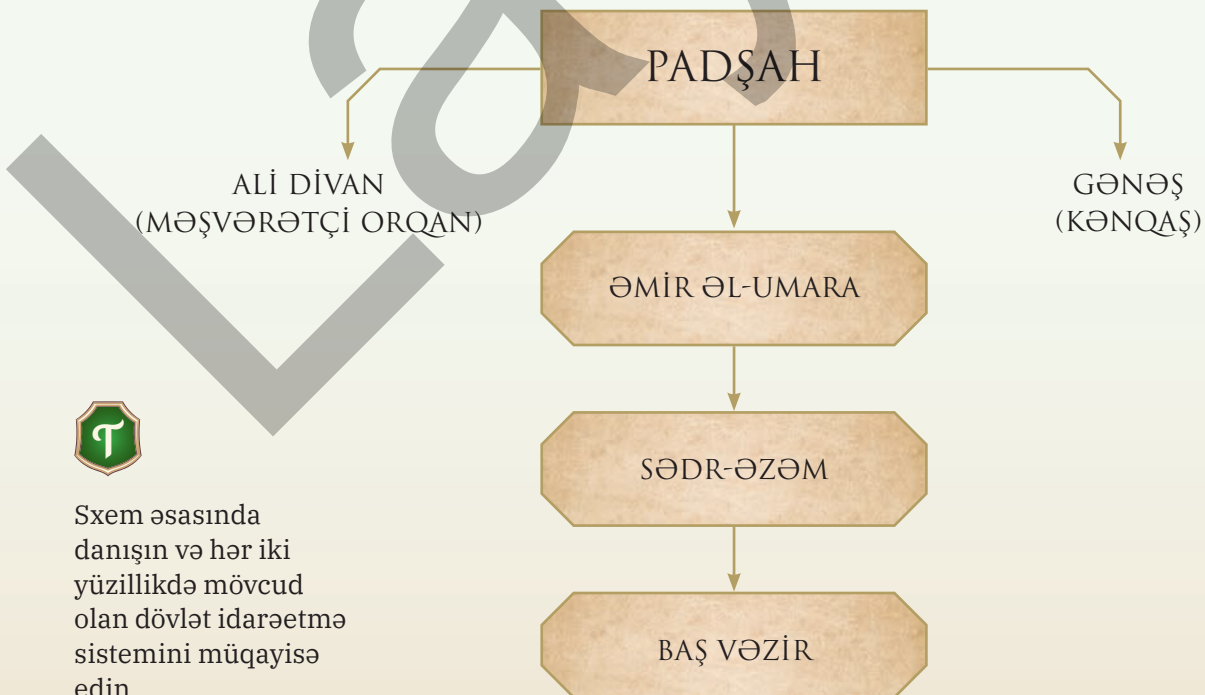 PADŞAH
ALİ DİVAN
(MƏŞVƏRƏTÇİ ORQAN)
GƏNƏŞ
(KƏNQAŞ)
ƏMİR ƏL-UMARA
SƏDR-ƏZƏM
BAŞ VƏZİR
T
Sxem əsasında
danışın və hər iki
yüzillikdə mövcud
olan dövlət idarəetmə
sistemini müqayisə
edin